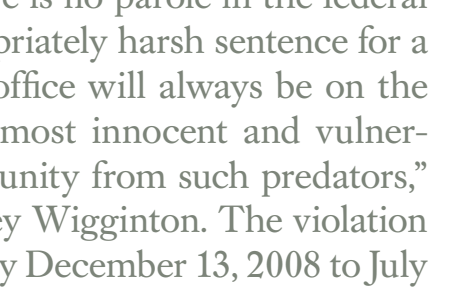 is no parole in the federal
priately harsh sentence for a
office will always be on the
most innocent and vulner-
unity from such predators,”
ey Wigginton. The violation
y December 13, 2008 to July